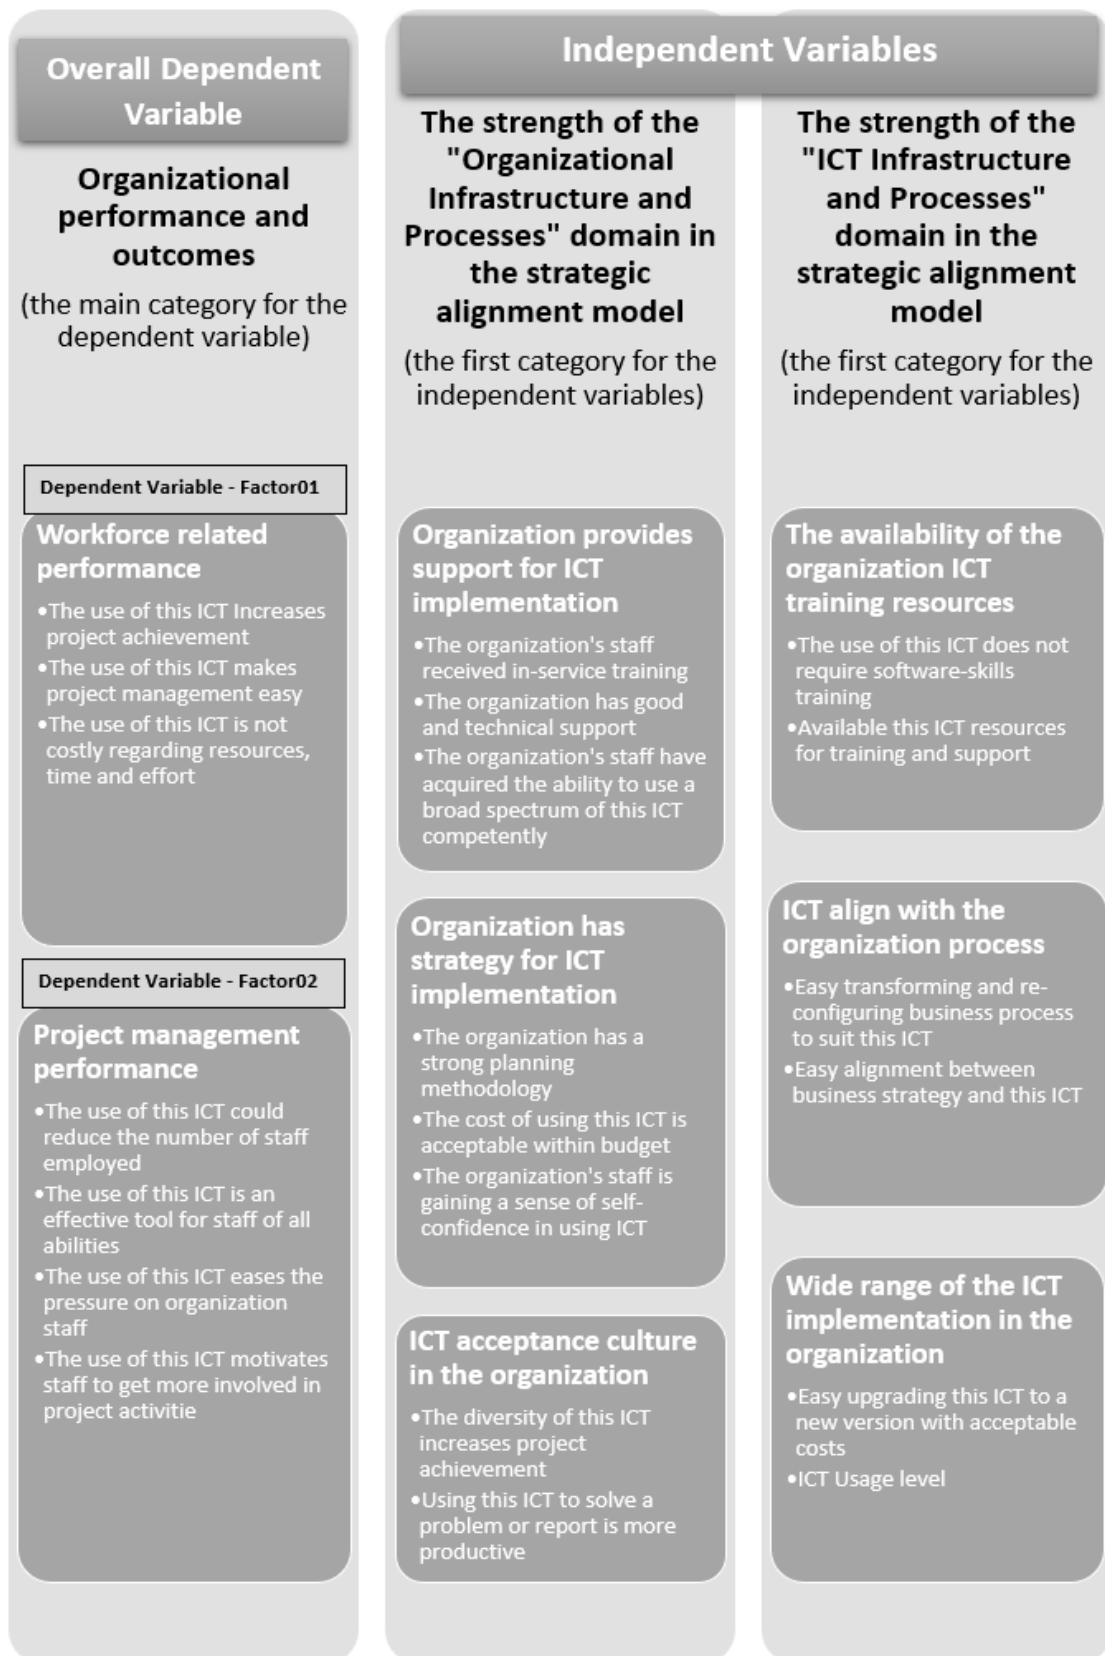 Overall Dependent
Variable
Organizational
performance and
outcomes
(the main category for the
dependent variable)
Dependent Variable - Factor01
Workforce related
performance
•The use of this ICT Increases
project achievement
•The use of this ICT makes
project management easy
•The use of this ICT is not
costly regarding resources,
time and effort
Dependent Variable - Factor02
Project management
performance
•The use of this ICT could
reduce the number of staff
employed
•The use of this ICT is an
effective tool for staff of all
abilities
•The use of this ICT eases the
pressure on organization
staff
•The use of this ICT motivates
staff to get more involved in
project activitie
Independent Variables
The strength of the
"Organizational
Infrastructure and
Processes" domain in
the strategic
alignment model
(the first category for the
independent variables)
Organization provides
support for ICT
implementation
•The organization's staff
received in-service training
•The organization has good
and technical support
•The organization's staff have
acquired the ability to use a
broad spectrum of this ICT
competently
Organization has
strategy for ICT
implementation
•The organization has a
strong planning
methodology
•The cost of using this ICT is
acceptable within budget
•The organization's staff is
gaining a sense of self-
confidence in using ICT
ICT acceptance culture
in the organization
•The diversity of this ICT
increases project
achievement
•Using this ICT to solve a
problem or report is more
productive
The strength of the
"ICT Infrastructure
and Processes"
domain in the
strategic alignment
model
(the first category for the
independent variables)
The availability of the
organization ICT
training resources
•The use of this ICT does not
require software-skills
training
•Available this ICT resources
for training and support
ICT align with the
organization process
•Easy transforming and re-
configuring business process
to suit this ICT
•Easy alignment between
business strategy and this ICT
Wide range of the ICT
implementation in the
organization
•Easy upgrading this ICT to a
new version with acceptable
costs
•ICT Usage level